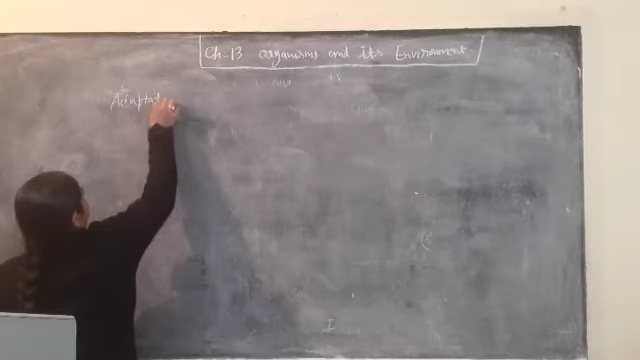 Ch-13 organisms and its Environment
Adaptat